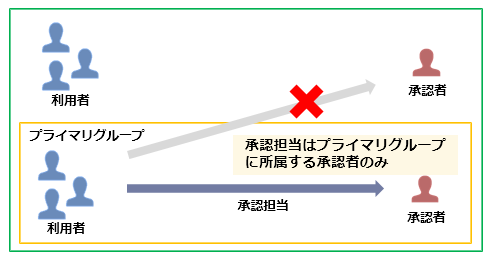 利用者
承認者
プライマリグループ
承認担当はプライマリグループ
に所属する承認者のみ
承認担当
利用者
承認者